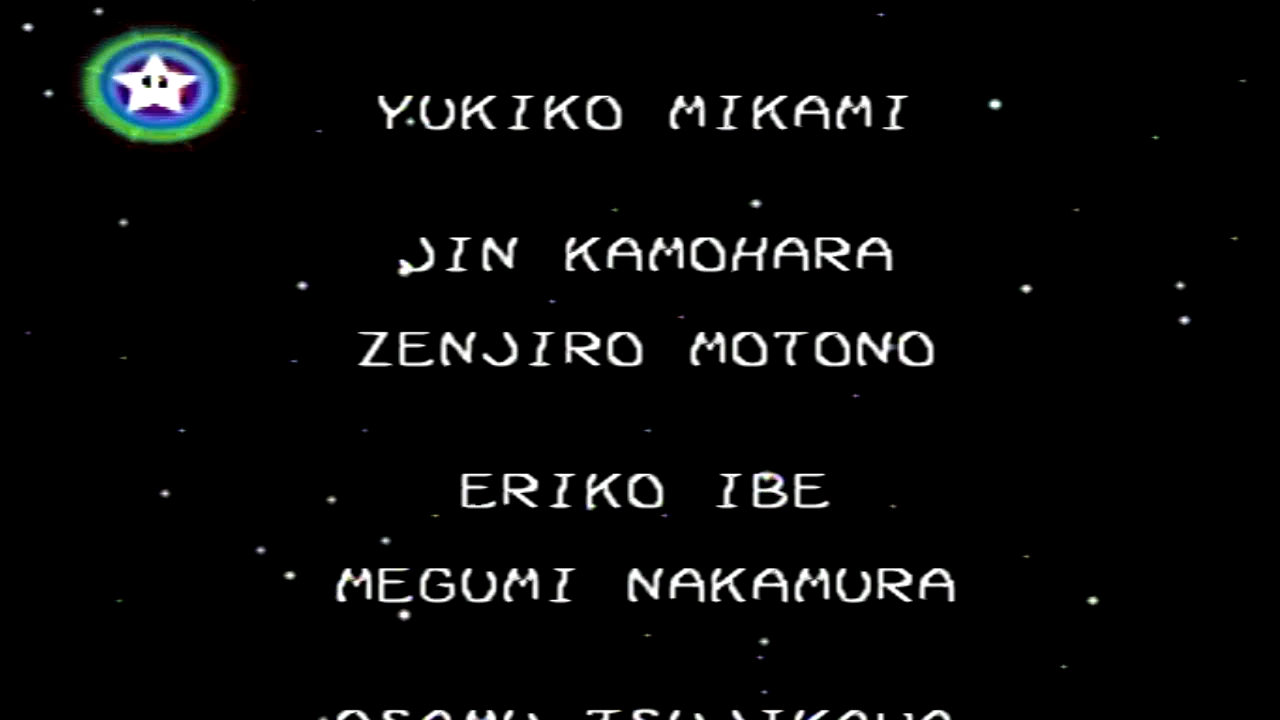 YUKIKO MIKAMI
JIN KAMOHARA
ZENJIRO MOTONO
ERIKO IBE
MEGUMI NAKAMURA